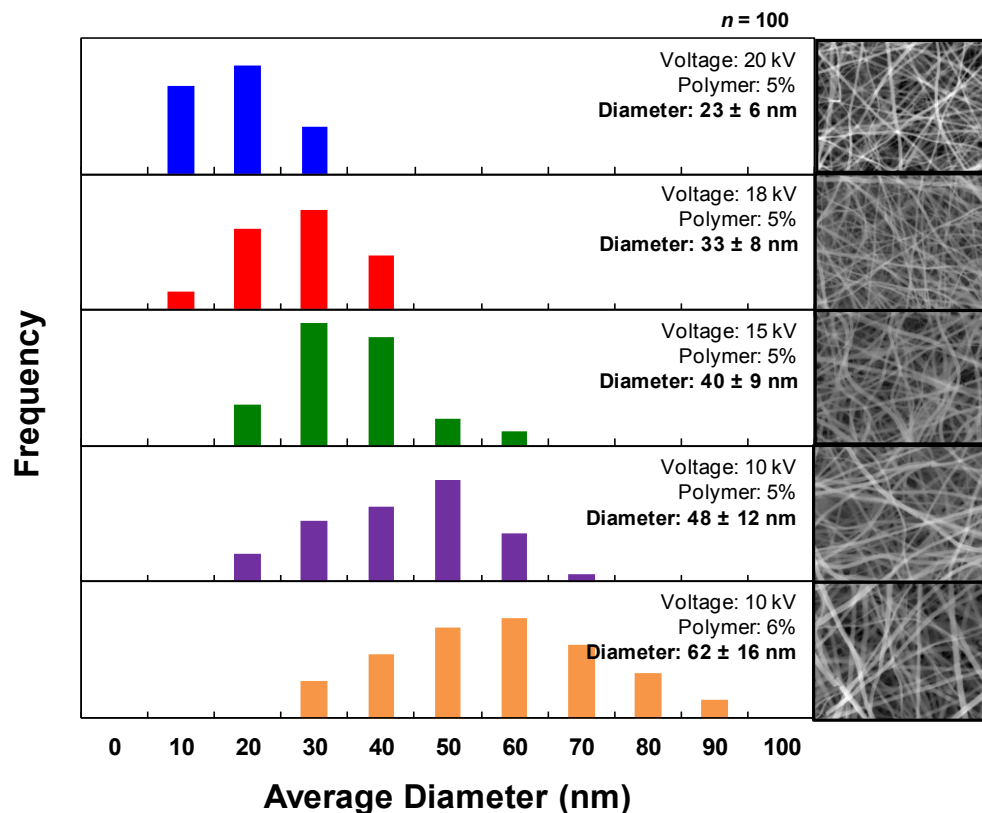 n = 100
Voltage: 20 kV
Polymer: 5%
Diameter: 23 ± 6 nm
Voltage: 18 kV
Polymer: 5%
Diameter: 33 ± 8 nm
Voltage: 15 kV
Polymer: 5%
Diameter: 40 ± 9 nm
Voltage: 10 kV
Polymer: 5%
Diameter: 48 ± 12 nm
Voltage: 10 kV
Polymer: 6%
Diameter: 62 ± 16 nm
Frequency
0 10 20 30 40 50 60 70 80 90 100
Average Diameter (nm)